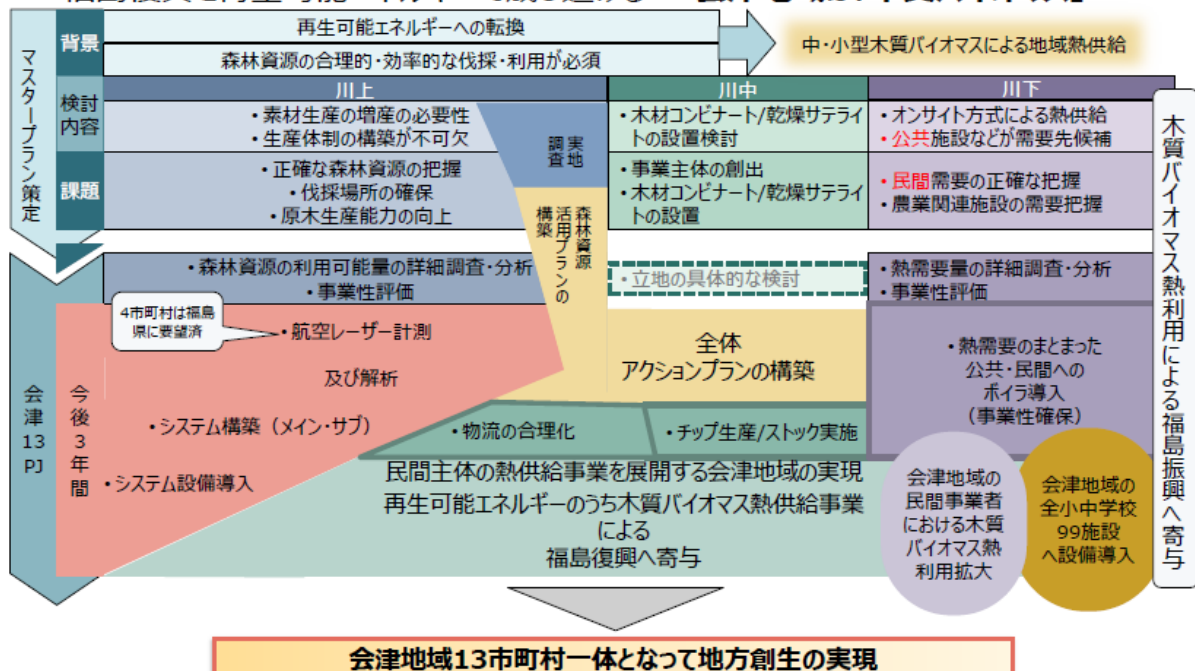 マスタープラン策定
背景
再生可能エネルギーへの転換
森林資源の合理的・効率的な伐採・利用が必須
中・小型木質バイオマスによる地域熱供給
川上
川中
川下
検討
内容
・素材生産の増産の必要性
・生産体制の構築が不可欠
実地
調査
・木材コンビナート/乾燥サテライ
トの設置検討
・オンサイト方式による熱供給
・公共施設などが需要先候補
課題
・正確な森林資源の把握
・伐採場所の確保
・原木生産能力の向上
森林資源
活用プランの
構築
・事業主体の創出
・木材コンビナート/乾燥サテライ
トの設置
・民間需要の正確な把握
・農業関連施設の需要把握
木質バイオマス熱利用による福島振興へ寄与
会津13PJ
今後3年間
・森林資源の利用可能量の詳細調査・分析
・事業性評価
・立地の具体的な検討
・熱需要量の詳細調査・分析
・事業性評価
4市町村は福島
県に要望済
・航空レーザー計測
及び解析
・システム構築（メイン・サブ）
・システム設備導入
全体
アクションプランの構築
・熱需要のまとまった
公共・民間への
ボイラ導入
（事業性確保）
・物流の合理化
・チップ生産/ストック実施
民間主体の熱供給事業を展開する会津地域の実現
再生可能エネルギーのうち木質バイオマス熱供給事業
による
福島復興へ寄与
会津地域の
民間事業者
における木質
バイオマス熱
利用拡大
会津地域の
全小中学校
99施設
へ設備導入
会津地域13市町村一体となって地方創生の実現